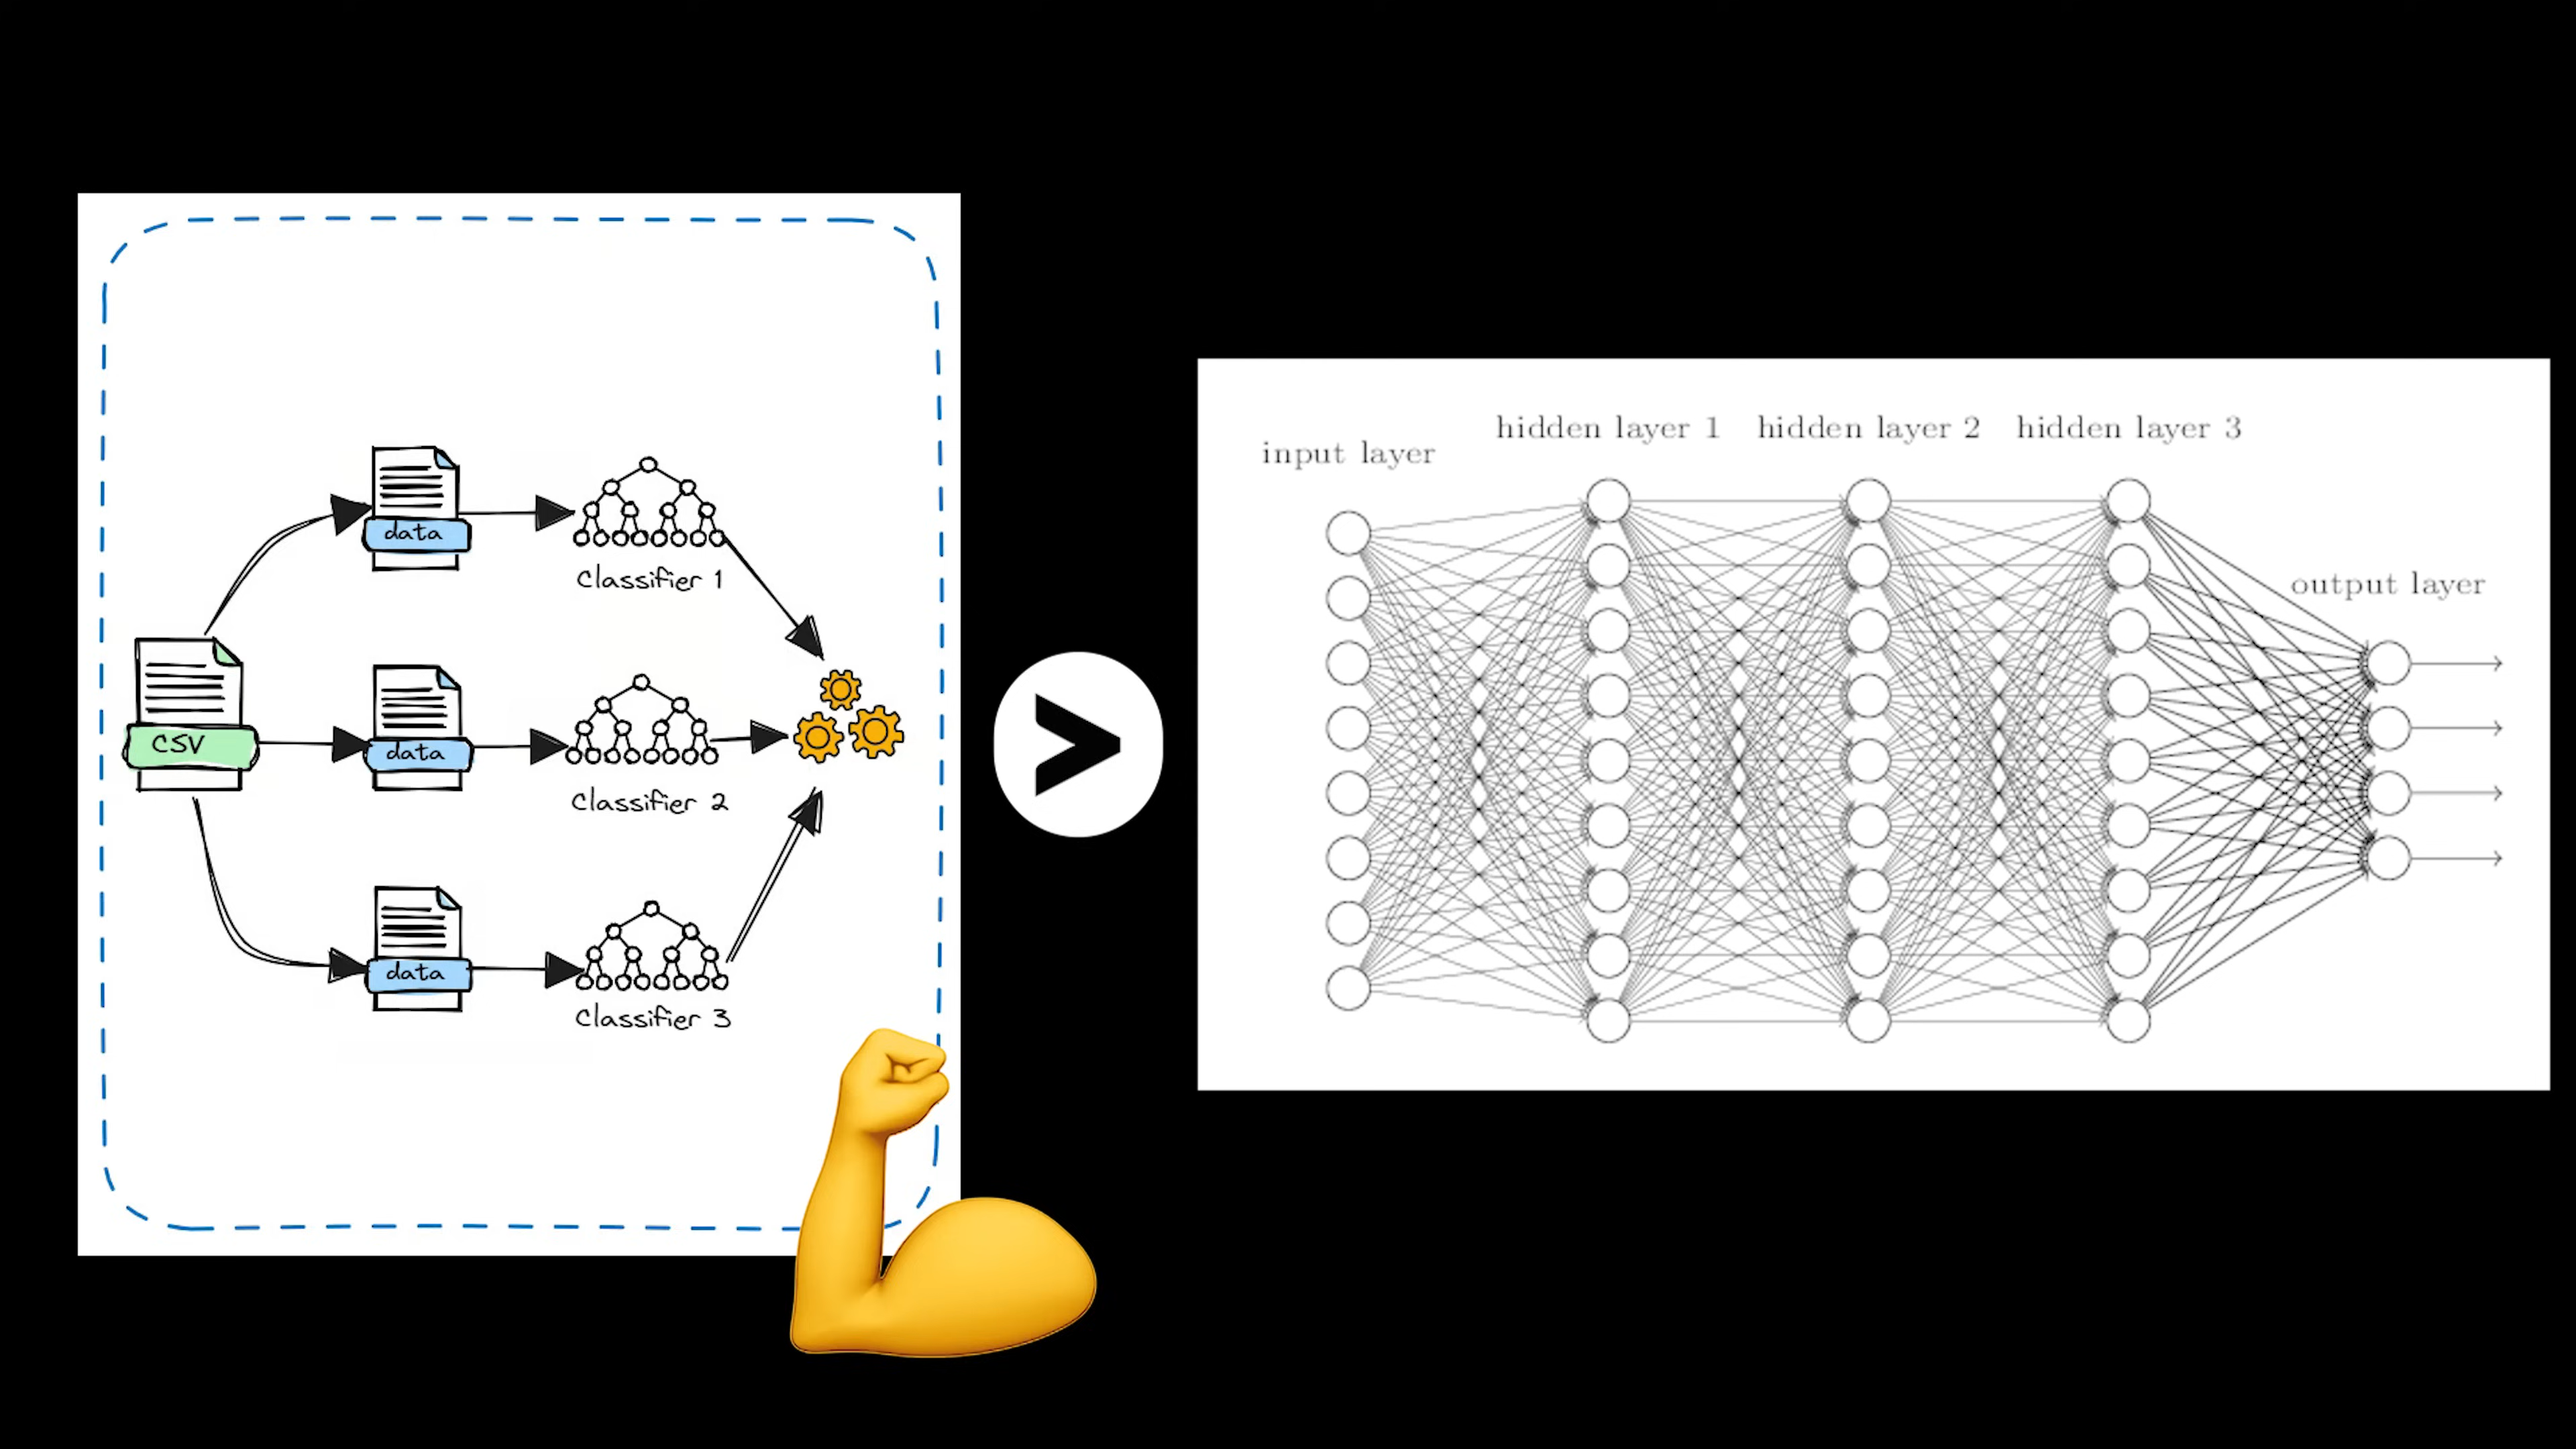 data
Classifier 1
CSV
data
Classifier 2
data
Classifier 3
>
hidden layer 1 hidden layer 2 hidden layer 3
input layer
output layer